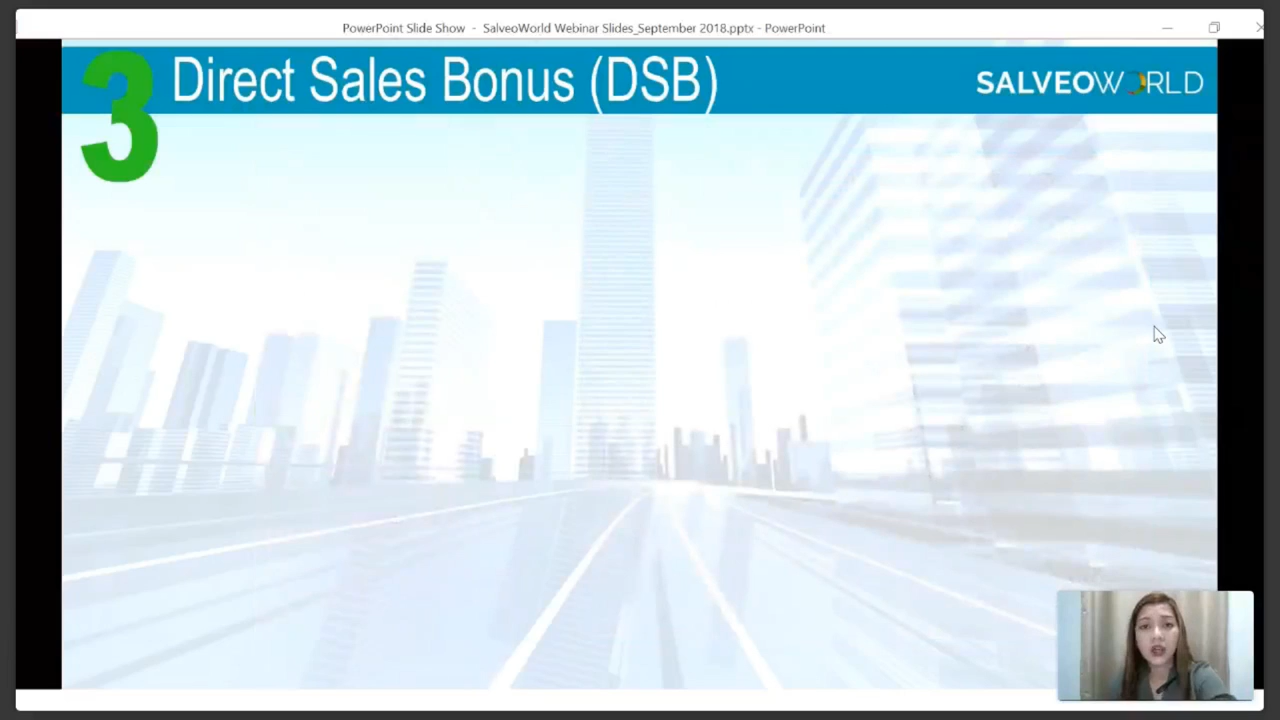 PowerPoint Slide Show - SalveoWorld Webinar Slides_September 2018.pptx - PowerPoint
3 Direct Sales Bonus (DSB)
SALVEOWORLD